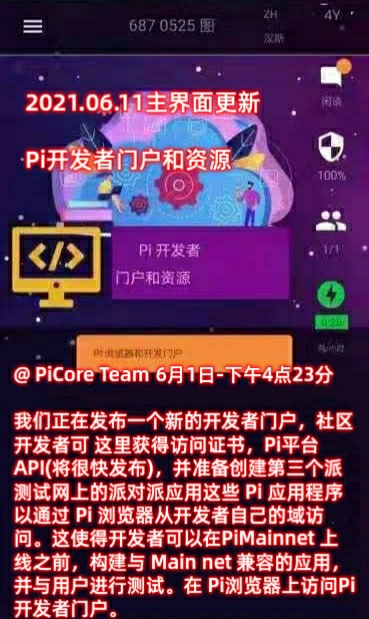 687 0525 图
ZH
汉斯
4Y
闲谈
2021.06.11主界面更新
Pi开发者门户和资源
100%
Pi 开发者
门户和资源
1/1
0.25
Pi 浏览器和开发门户
@ PiCore Team 6月1日-下午4点23分
我们正在发布一个新的开发者门户，社区
开发者可 这里获得访问证书，Pi平台
API(将很快发布)，并准备创建第三个派
测试网上的派对派应用这些 Pi 应用程序
以通过 Pi 浏览器从开发者自己的域访
问。这使得开发者可以在PiMainnet 上
线之前，构建与 Main net 兼容的应用，
并与用户进行测试。在 Pi浏览器上访问Pi
开发者门户。